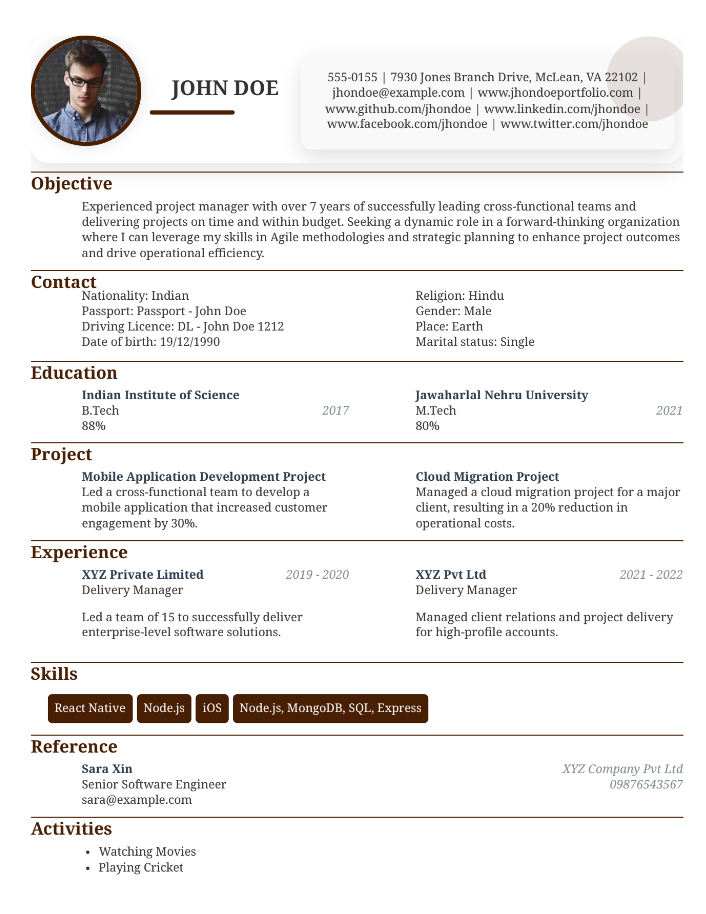 JOHN DOE
555-0155 | 7930 Jones Branch Drive, McLean, VA 22102 |
jhondoe@example.com | www.jhondoeportfolio.com |
www.github.com/jhondoe | www.linkedin.com/jhondoe |
www.facebook.com/jhondoe | www.twitter.com/jhondoe
Objective
Experienced project manager with over 7 years of successfully leading cross-functional teams and
delivering projects on time and within budget. Seeking a dynamic role in a forward-thinking organization
where I can leverage my skills in Agile methodologies and strategic planning to enhance project outcomes
and drive operational efficiency.
Contact
Nationality: Indian
Passport: Passport - John Doe
Driving Licence: DL - John Doe 1212
Date of birth: 19/12/1990
Religion: Hindu
Gender: Male
Place: Earth
Marital status: Single
Education
Indian Institute of Science
B.Tech 2017
88%
Jawaharlal Nehru University
M.Tech 2021
80%
Project
Mobile Application Development Project
Led a cross-functional team to develop a
mobile application that increased customer
engagement by 30%.
Cloud Migration Project
Managed a cloud migration project for a major
client, resulting in a 20% reduction in
operational costs.
Experience
XYZ Private Limited 2019 - 2020
Delivery Manager
Led a team of 15 to successfully deliver
enterprise-level software solutions.
XYZ Pvt Ltd 2021 - 2022
Delivery Manager
Managed client relations and project delivery
for high-profile accounts.
Skills
React Native Node.js iOS Node.js, MongoDB, SQL, Express
Reference
Sara Xin XYZ Company Pvt Ltd
Senior Software Engineer 09876543567
sara@example.com
Activities
• Watching Movies
• Playing Cricket